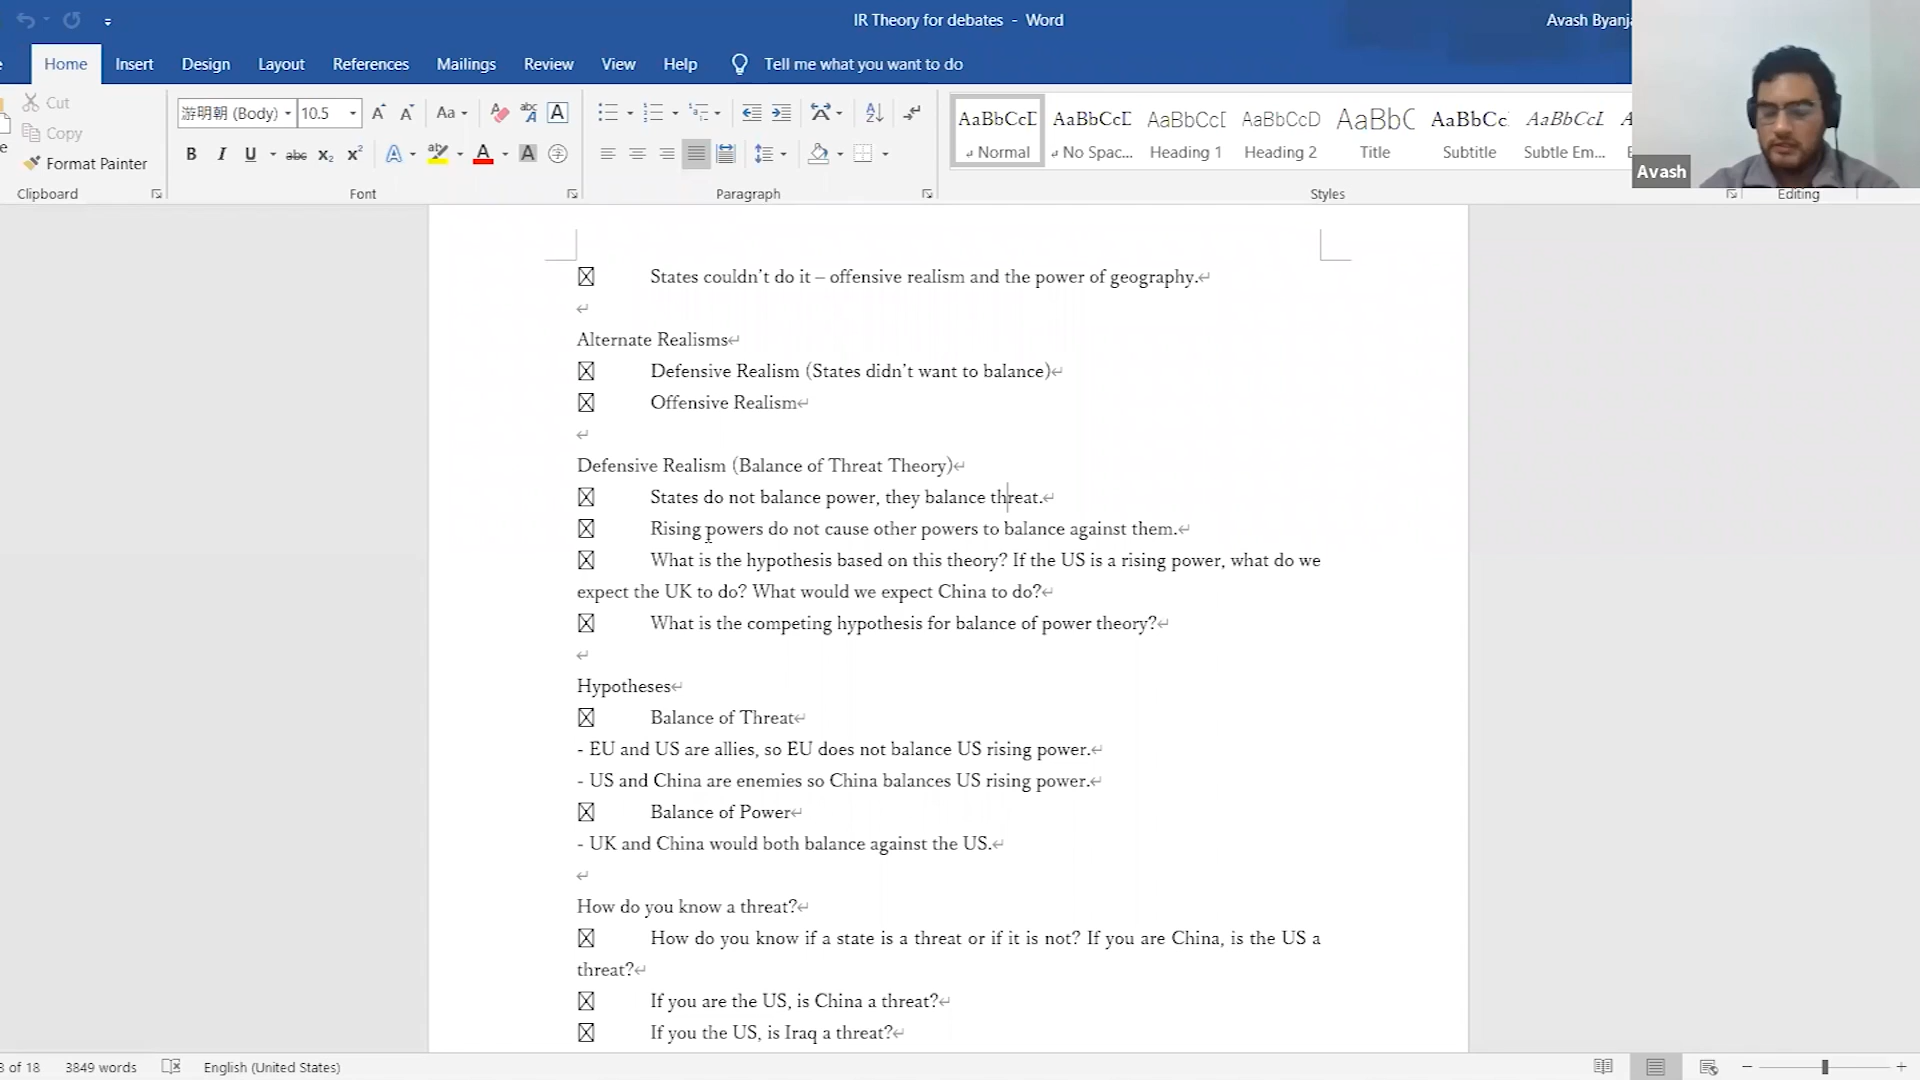 IR Theory for debates - Word
Avash Byanj
Home Insert Design Layout References Mailings Review View Help Tell me what you want to do
Cut
Copy
Format Painter
Clipboard
游明朝 (Body) 10.5
Font
Paragraph
AaBbCcD AaBbCcD AaBbCcD AaBbCcD AaBbC AaBbCc AaBbCcL
Normal No Spac... Heading 1 Heading 2 Title Subtitle Subtle Em...
Styles
Editing
Avash
States couldn't do it – offensive realism and the power of geography.
Alternate Realisms
Defensive Realism (States didn't want to balance)
Offensive Realism
Defensive Realism (Balance of Threat Theory)
States do not balance power, they balance threat.
Rising powers do not cause other powers to balance against them.
What is the hypothesis based on this theory? If the US is a rising power, what do we
expect the UK to do? What would we expect China to do?
What is the competing hypothesis for balance of power theory?
Hypotheses
Balance of Threat
- EU and US are allies, so EU does not balance US rising power.
- US and China are enemies so China balances US rising power.
Balance of Power
- UK and China would both balance against the US.
How do you know a threat?
How do you know if a state is a threat or if it is not? If you are China, is the US a
threat?
If you are the US, is China a threat?
If you the US, is Iraq a threat?
of 18 3849 words English (United States)